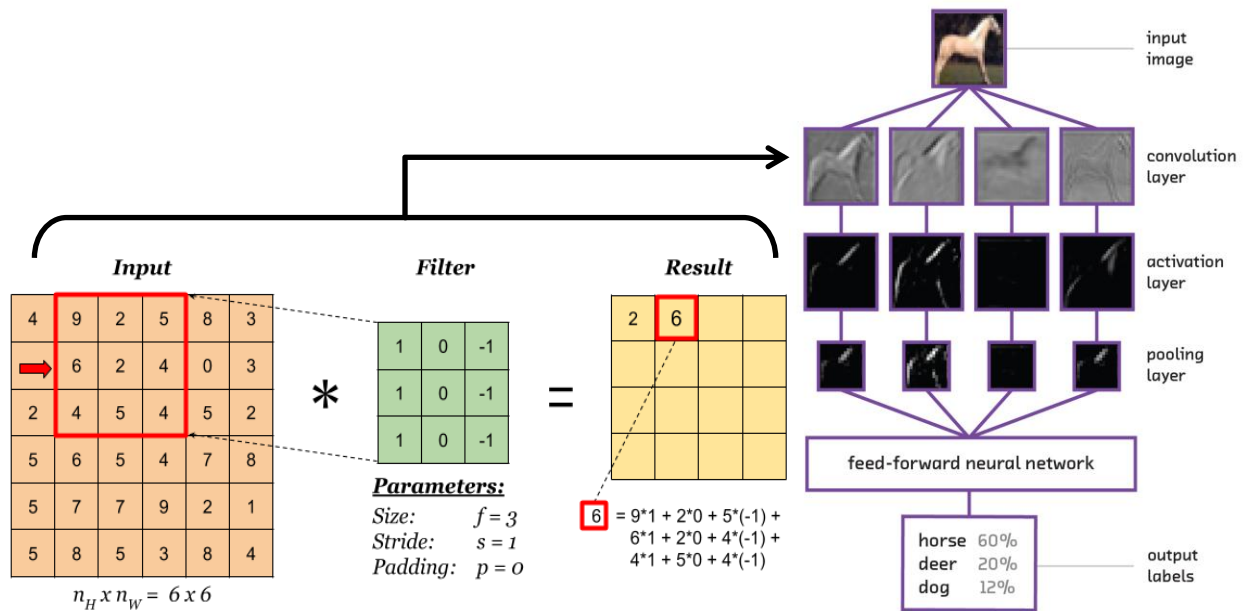 Input
Filter
Result
4 9 2 5 8 3
6 2 4 0 3
2 4 5 4 5 2
5 6 5 4 7 8
5 7 7 9 2 1
5 8 5 3 8 4
n_H x n_W = 6 x 6
*
1 0 -1
1 0 -1
1 0 -1
Parameters:
Size: f = 3
Stride: s = 1
Padding: p = 0
=
2 6
6 = 9*1 + 2*0 + 5*(-1) +
6*1 + 2*0 + 4*(-1) +
4*1 + 5*0 + 4*(-1)
input
image
convolution
layer
activation
layer
pooling
layer
feed-forward neural network
horse 60%
deer 20%
dog 12%
output
labels